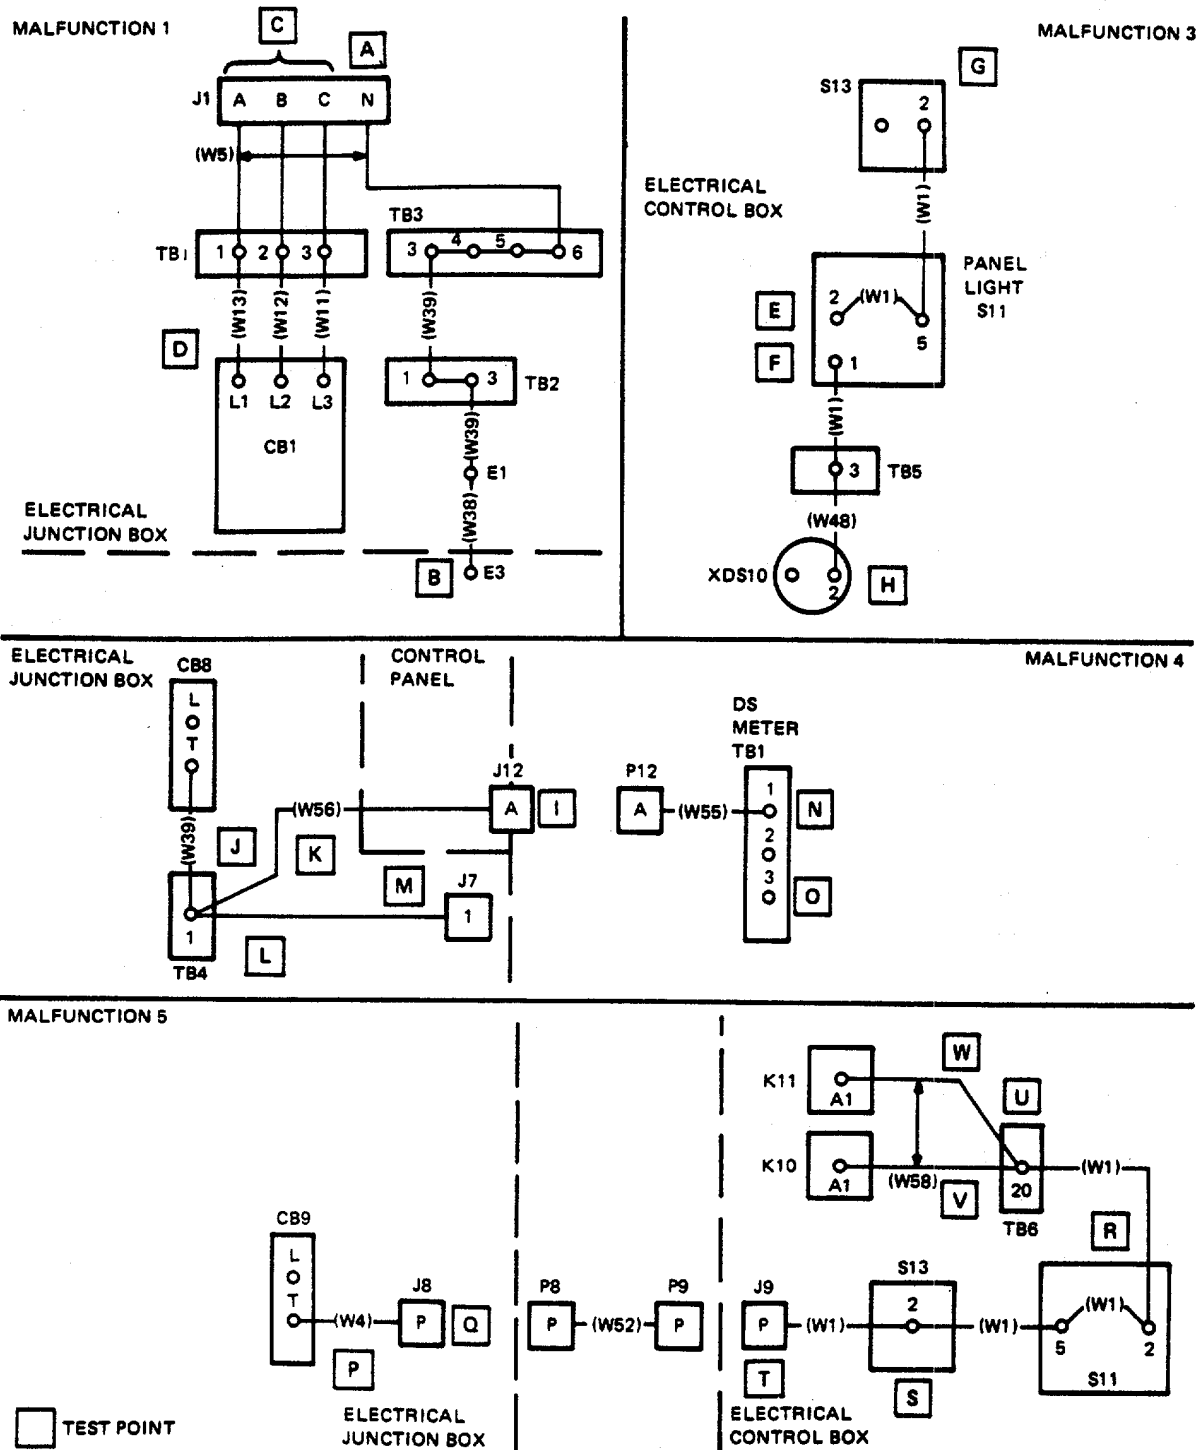 MALFUNCTION 1
C
A
J1 A B C N
(W5)
TB1 1 2 3
TB3
3 4 5 6
(W13) (W12) (W11) (W39)
D
L1 L2 L3
CB1
1 3 TB2
(W39)
E1
(W38)
ELECTRICAL
JUNCTION BOX
B
E3
MALFUNCTION 3
G
S13
2
ELECTRICAL
CONTROL BOX
(W1)
PANEL
LIGHT
S11
E
2 (W1) 5
F
1
(W1)
3 TB5
(W48)
XDS10 2
H
MALFUNCTION 4
ELECTRICAL
JUNCTION BOX
CB8
L
T
CONTROL
PANEL
DS
METER
TB1
J12
A
I
P12
A
(W55)
1
N
2
3
O
(W56)
(W39)
J
K
M
J7
1
1
L
TB4
MALFUNCTION 5
W
K11
A1
U
K10
A1
(W58)
V
20
TB6
(W1)
R
CB9
L
T
(W4)
J8
P
Q
P
P8
P
(W52)
P9
P
J9
P
(W1)
T
S13
2
S
(W1)
5 (W1) 2
S11
TEST POINT
ELECTRICAL
JUNCTION BOX
ELECTRICAL
CONTROL BOX